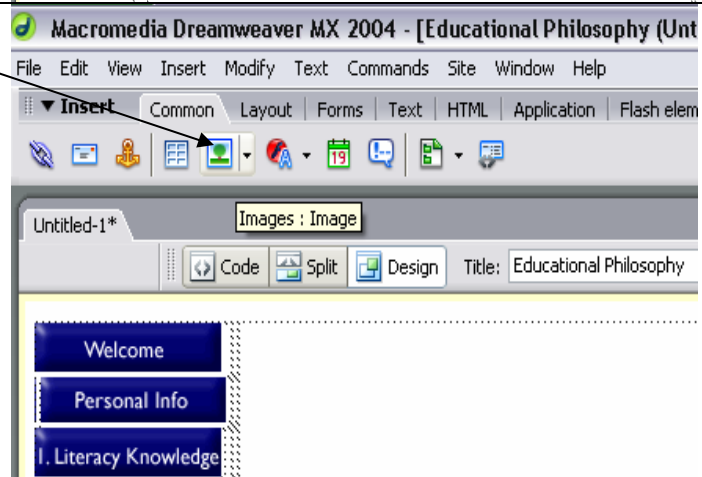 Macromedia Dreamweaver MX 2004 - [Educational Philosophy (Unt
File Edit View Insert Modify Text Commands Site Window Help
▼ Insert Common Layout Forms Text HTML Application Flash elem
19
Untitled-1* Images : Image
Code Split Design Title: Educational Philosophy
Welcome
Personal Info
1. Literacy Knowledge